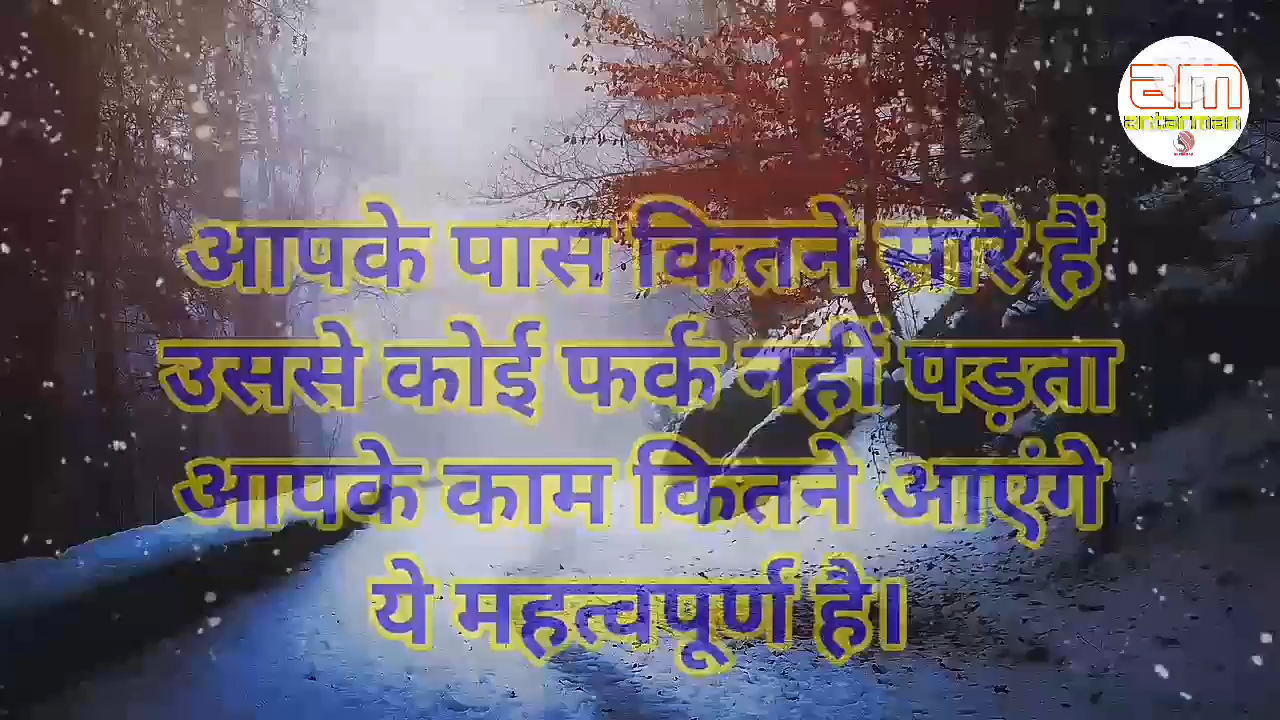 am
antarman
आपके पास कितने सारे हैं
उससे कोई फर्क नहीं पड़ता
आपके काम कितने आएंगे
ये महत्वपूर्ण है।